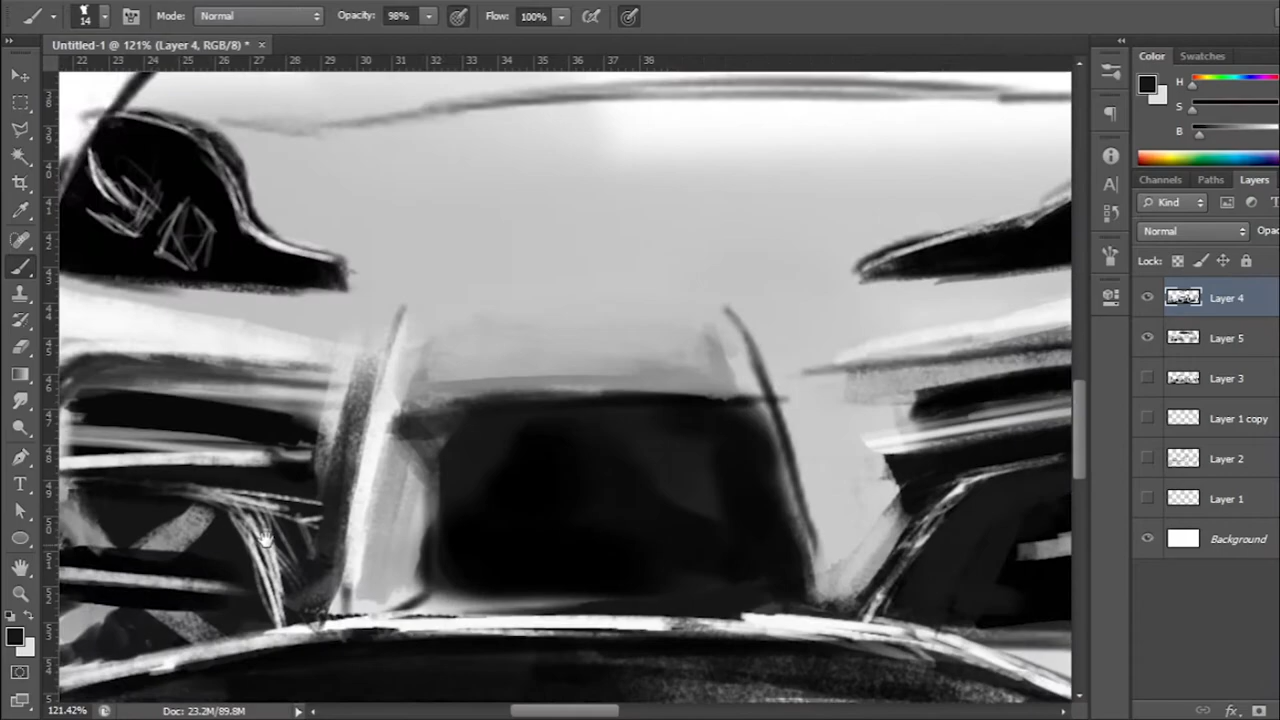 14 Mode: Normal Opacity: 98% Flow: 100%
Untitled-1 @ 121% (Layer 4, RGB/8) * ×
22 23 24 25 26 27 28 29 30 31 32 33 34 35 36 37 38
Color Swatches
H
S
B
Channels Paths Layers
Kind
Normal Opac
Lock:
Layer 4
Layer 5
Layer 3
Layer 1 copy
Layer 2
Layer 1
Background
121.42% Doc: 23.2M/89.8M
fx